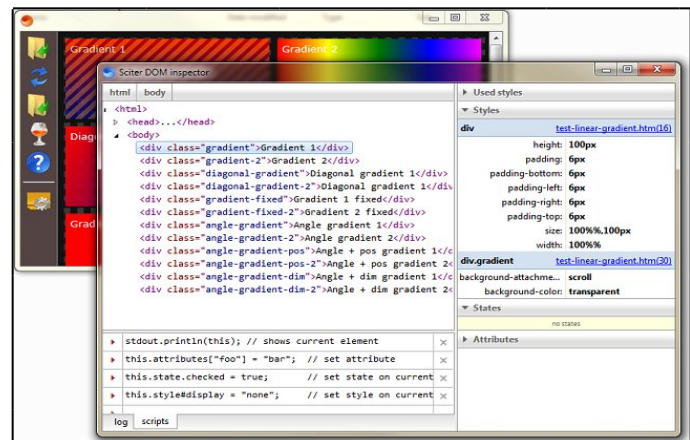 Gradient 1
Gradient 2
Diag
Grad
Sciter DOM inspector
html body
<html>
<head>...</head>
<body>
<div class="gradient">Gradient 1</div>
<div class="gradient-2">Gradient 2</div>
<div class="diagonal-gradient">Diagonal gradient 1</div>
<div class="diagonal-gradient-2">Diagonal gradient 1</div
<div class="gradient-fixed">Gradient 1 fixed</div>
<div class="gradient-fixed-2">Gradient 2 fixed</div>
<div class="angle-gradient">Angle gradient 1</div>
<div class="angle-gradient-2">Angle gradient 2</div>
<div class="angle-gradient-pos">Angle + pos gradient 1</
<div class="angle-gradient-pos-2">Angle + pos gradient 2<
<div class="angle-gradient-dim">Angle + dim gradient 1</
<div class="angle-gradient-dim-2">Angle + dim gradient 2<
stdout.println(this); // shows current element
this.attributes["foo"] = "bar"; // set attribute
this.state.checked = true; // set state on current
this.style#display = "none"; // set style on current
log scripts
Used styles
Styles
div test-linear-gradient.htm(16)
height: 100px
padding: 6px
padding-bottom: 6px
padding-left: 6px
padding-right: 6px
padding-top: 6px
size: 100%%,100px
width: 100%%
div.gradient test-linear-gradient.htm(30)
background-attachme... scroll
background-color: transparent
States
no states
Attributes